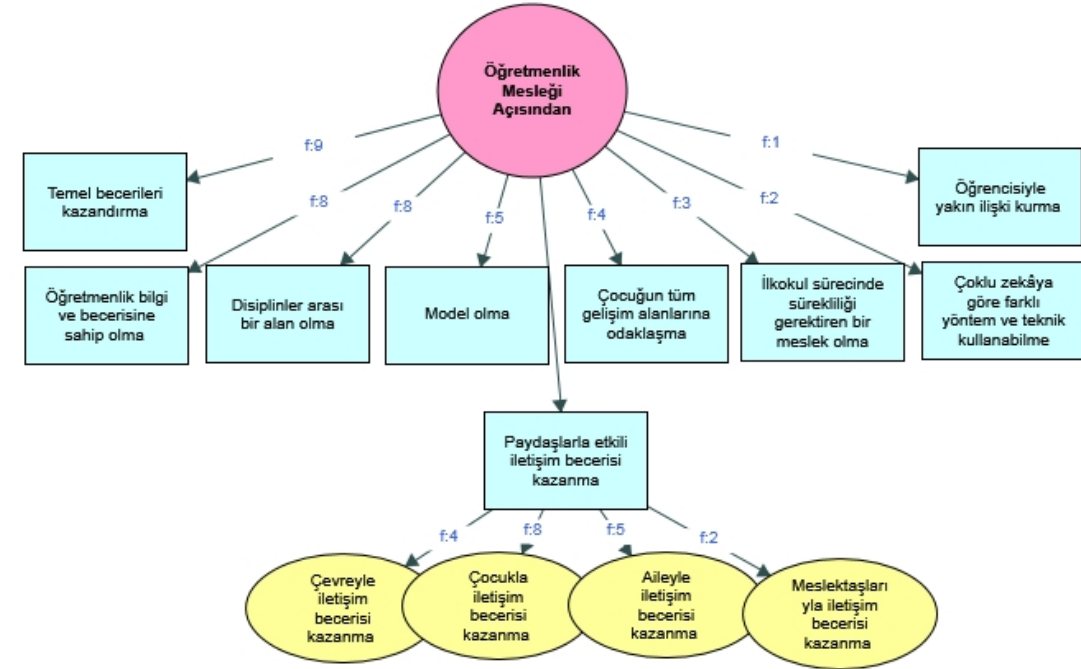 Öğretmenlik
Mesleği
Açısından
f:9
f:8
f:8
f:5
f:4
f:3
f:2
f:1
Temel becerileri
kazandırma
Öğrencisiyle
yakın ilişki kurma
Öğretmenlik bilgi
ve becerisine
sahip olma
Disiplinler arası
bir alan olma
Model olma
Çocuğun tüm
gelişim alanlarına
odaklaşma
İlkokul sürecinde
sürekliliği
gerektiren bir
meslek olma
Çoklu zekâya
göre farklı
yöntem ve teknik
kullanabilme
Paydaşlarla etkili
iletişim becerisi
kazanma
f:4
f:8
f:5
f:2
Çevreyle
iletişim
becerisi
kazanma
Çocukla
iletişim
becerisi
kazanma
Aileyle
iletişim
becerisi
kazanma
Meslektaşları
yla iletişim
becerisi
kazanma